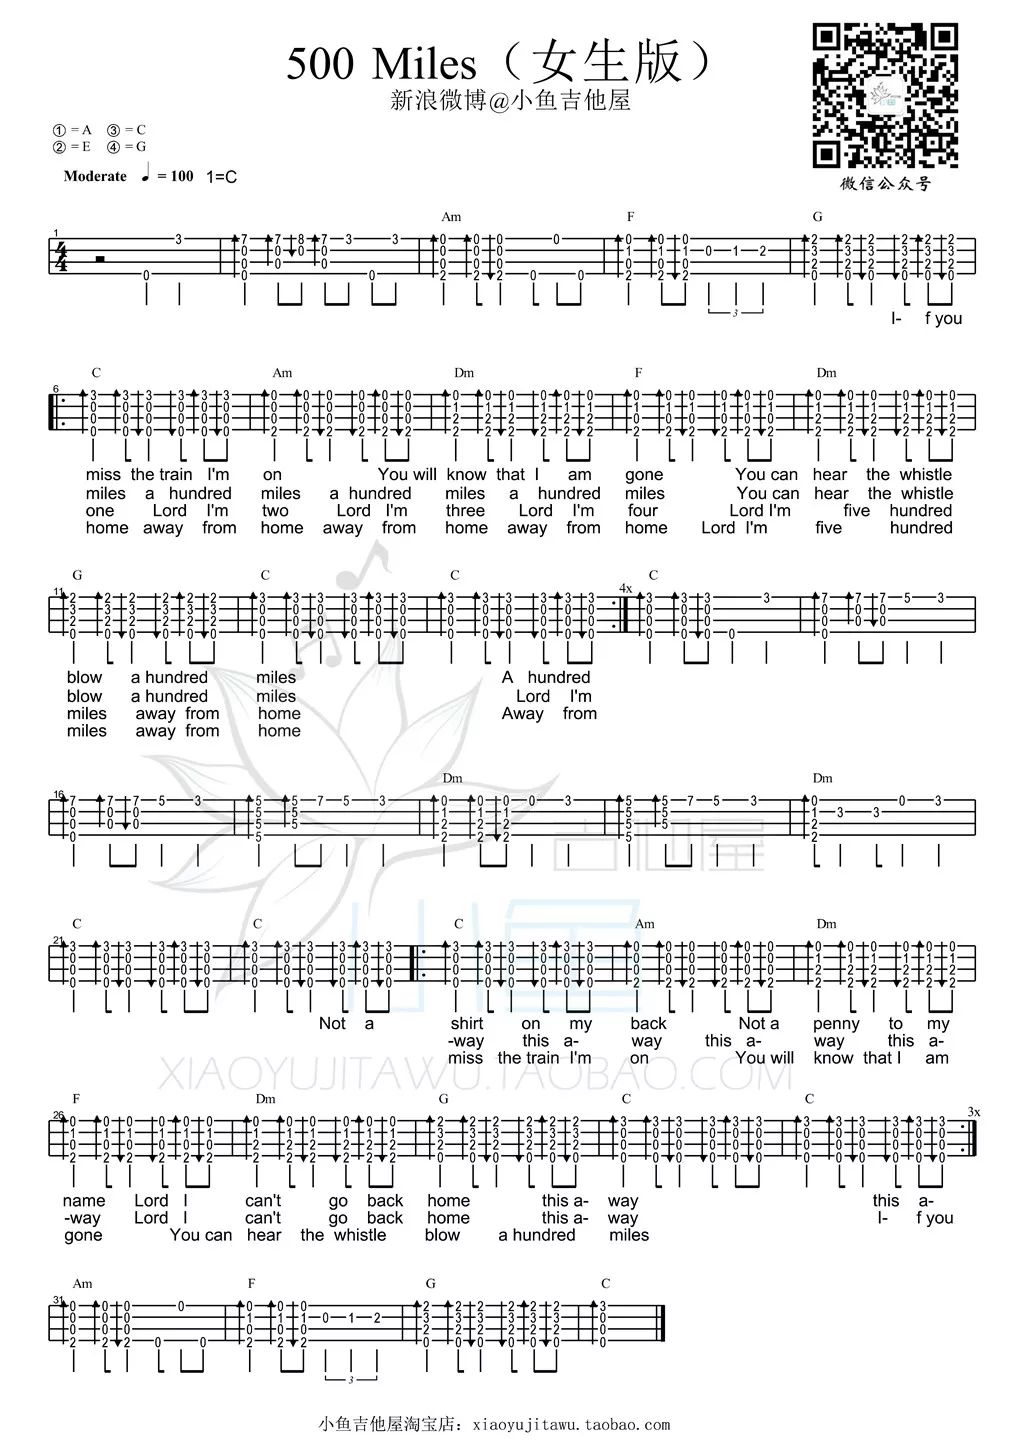 500 Miles（女生版）
新浪微博@小鱼吉他屋
① = A ③ = C
② = E ④ = G
Moderate ♩ = 100 1=C
微信公众号
Am F G
I- f you
C Am Dm F Dm
miss the train I'm on You will know that I am gone You can hear the whistle
miles a hundred miles a hundred miles a hundred miles You can hear the whistle
one Lord I'm two Lord I'm three Lord I'm four Lord I'm five hundred
home away from home away from home away from home Lord I'm five hundred
G C C 4x C
blow a hundred miles A hundred
blow a hundred miles Lord I'm
miles away from home Away from
miles away from home
Dm Dm
吉他屋
小鱼
C C C Am Dm
Not a shirt on my back Not a penny to my
-way this a- way this a- way this a-
miss the train I'm on You will know that I am
XIAOYUJITAWU.TAOBAO.COM
F Dm G C C 3x
name Lord I can't go back home this a- way this a-
-way Lord I can't go back home this a- way I- f you
gone You can hear the whistle blow a hundred miles
Am F G C
小鱼吉他屋淘宝店：xiaoyujitawu.taobao.com